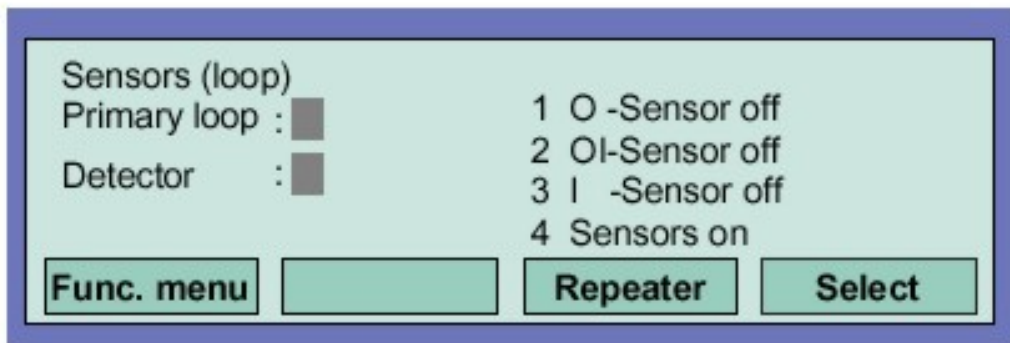 Sensors (loop)
Primary loop :
Detector :
1 O -Sensor off
2 OI-Sensor off
3 I -Sensor off
4 Sensors on
Func. menu
Repeater
Select